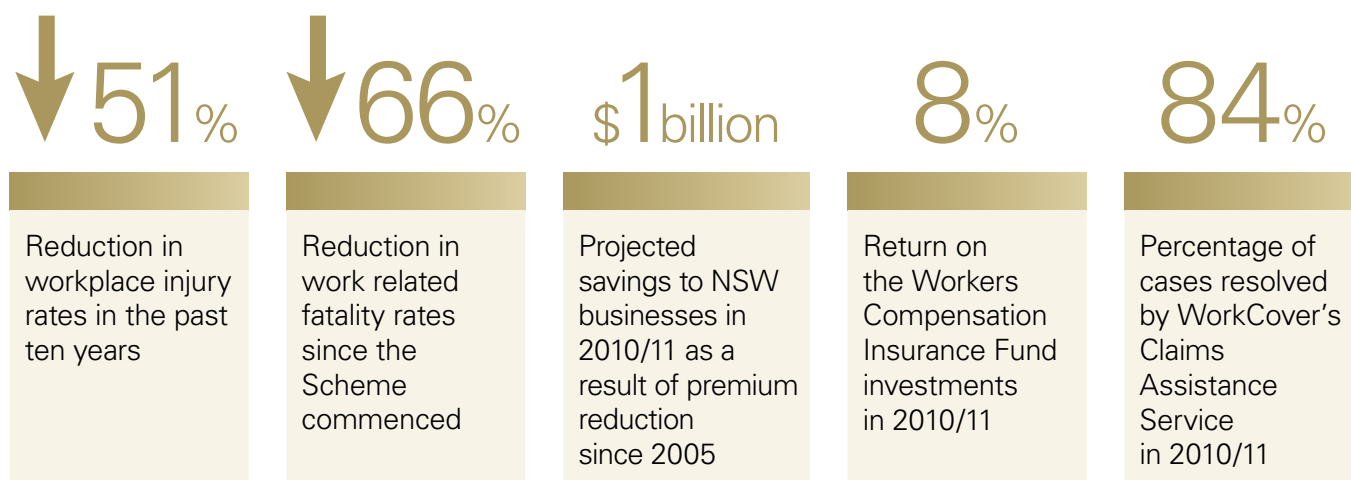 51%
Reduction in
workplace injury
rates in the past
ten years
66%
Reduction in
work related
fatality rates
since the
Scheme
commenced
$1billion
Projected
savings to NSW
businesses in
2010/11 as a
result of premium
reduction
since 2005
8%
Return on
the Workers
Compensation
Insurance Fund
investments
in 2010/11
84%
Percentage of
cases resolved
by WorkCover's
Claims
Assistance
Service
in 2010/11